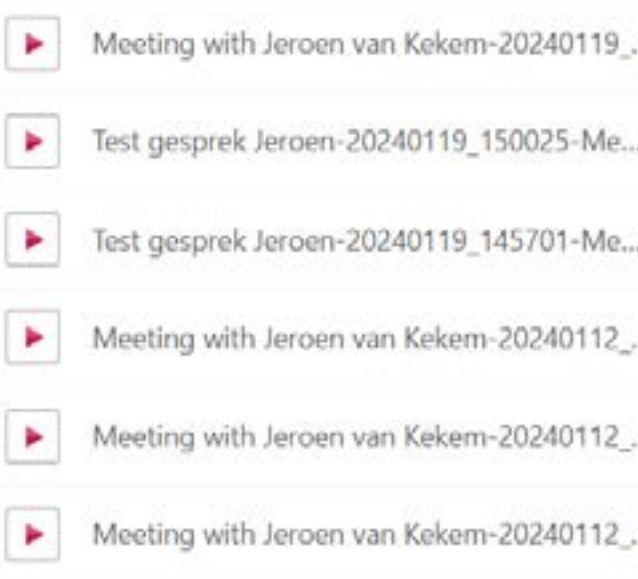 Meeting with Jeroen van Kekem-20240119_...
Test gesprek Jeroen-20240119_150025-Me...
Test gesprek Jeroen-20240119_145701-Me...
Meeting with Jeroen van Kekem-20240112_...
Meeting with Jeroen van Kekem-20240112_...
Meeting with Jeroen van Kekem-20240112_...